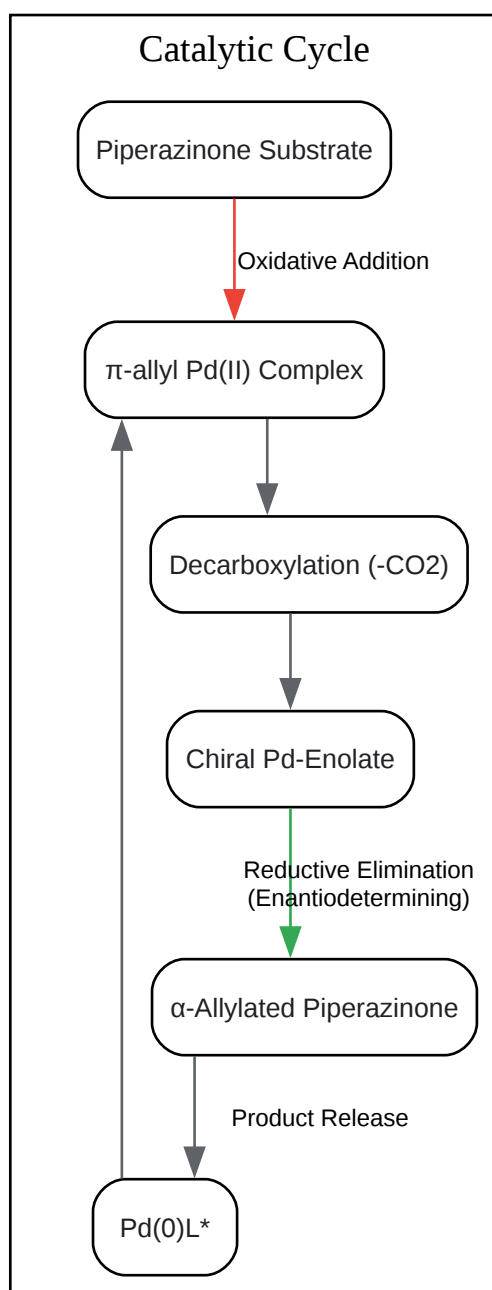 Catalytic Cycle
Piperazinone Substrate
Oxidative Addition
π-allyl Pd(II) Complex
Decarboxylation (-CO2)
Chiral Pd-Enolate
Reductive Elimination
(Enantiodetermining)
α-Allylated Piperazinone
Product Release
Pd(0)L*